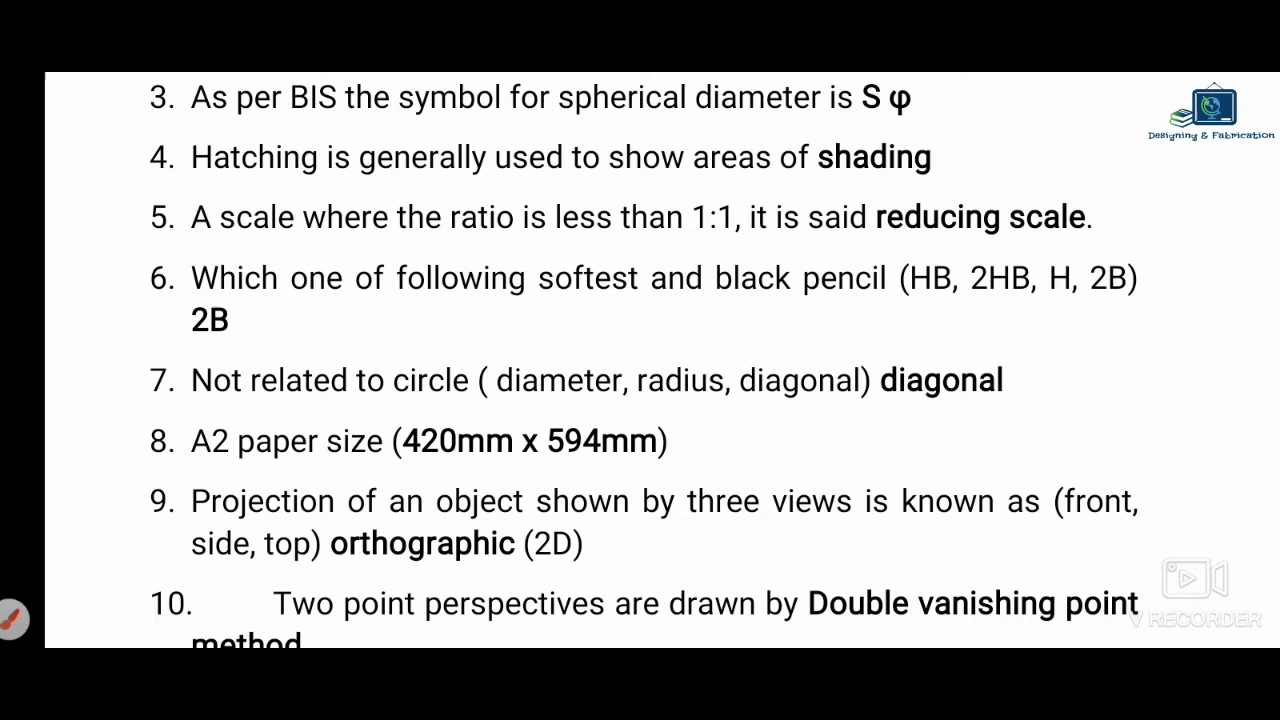 3. As per BIS the symbol for spherical diameter is S φ
Designing & Fabrication
4. Hatching is generally used to show areas of shading
5. A scale where the ratio is less than 1:1, it is said reducing scale.
6. Which one of following softest and black pencil (HB, 2HB, H, 2B)
2B
7. Not related to circle ( diameter, radius, diagonal) diagonal
8. A2 paper size (420mm x 594mm)
9. Projection of an object shown by three views is known as (front,
side, top) orthographic (2D)
10. Two point perspectives are drawn by Double vanishing point
method
V RECORDER